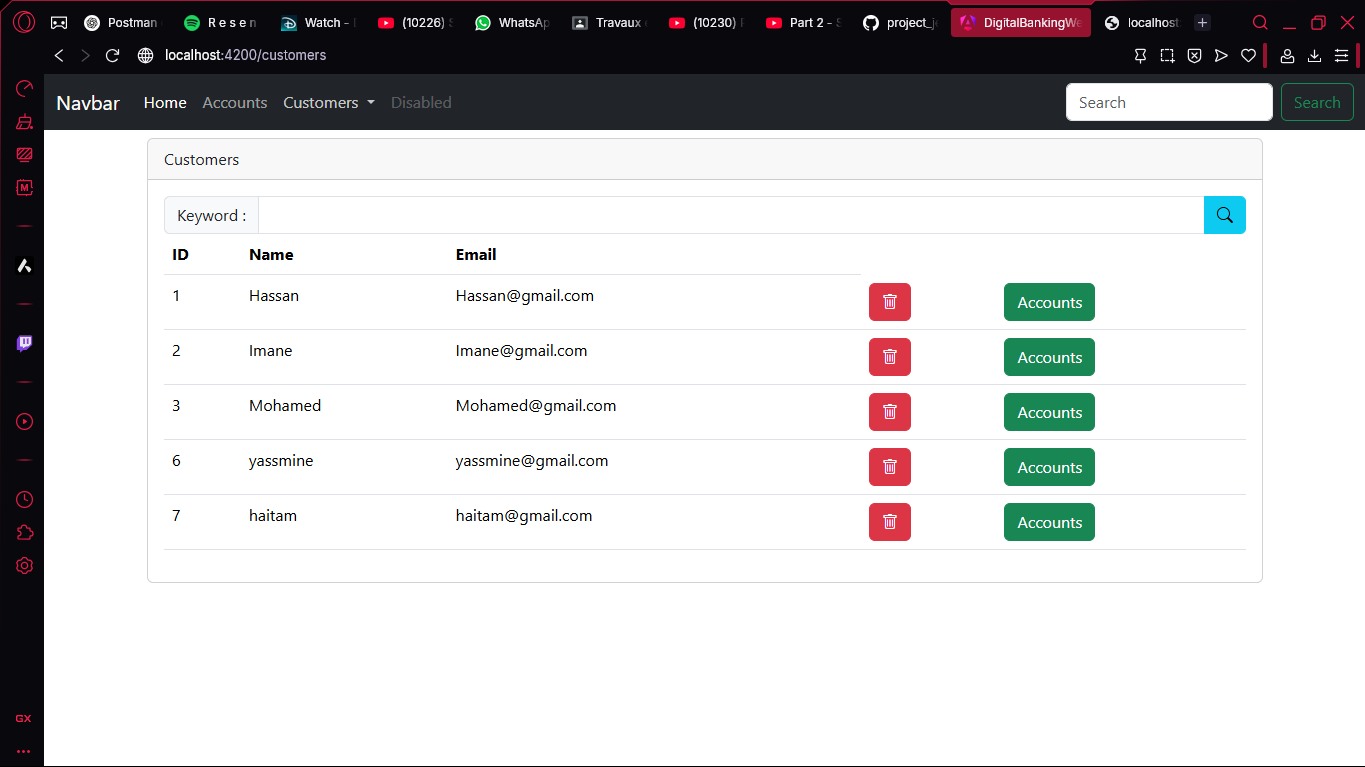 Postman R e s e n Watch - (10226) WhatsAp Travaux (10230) Part 2 - project_j DigitalBankingWe localhost:
localhost:4200/customers
Navbar Home Accounts Customers Disabled Search Search
Customers
Keyword :
ID Name Email
1 Hassan Hassan@gmail.com Accounts
2 Imane Imane@gmail.com Accounts
3 Mohamed Mohamed@gmail.com Accounts
6 yassmine yassmine@gmail.com Accounts
7 haitam haitam@gmail.com Accounts
M
GX